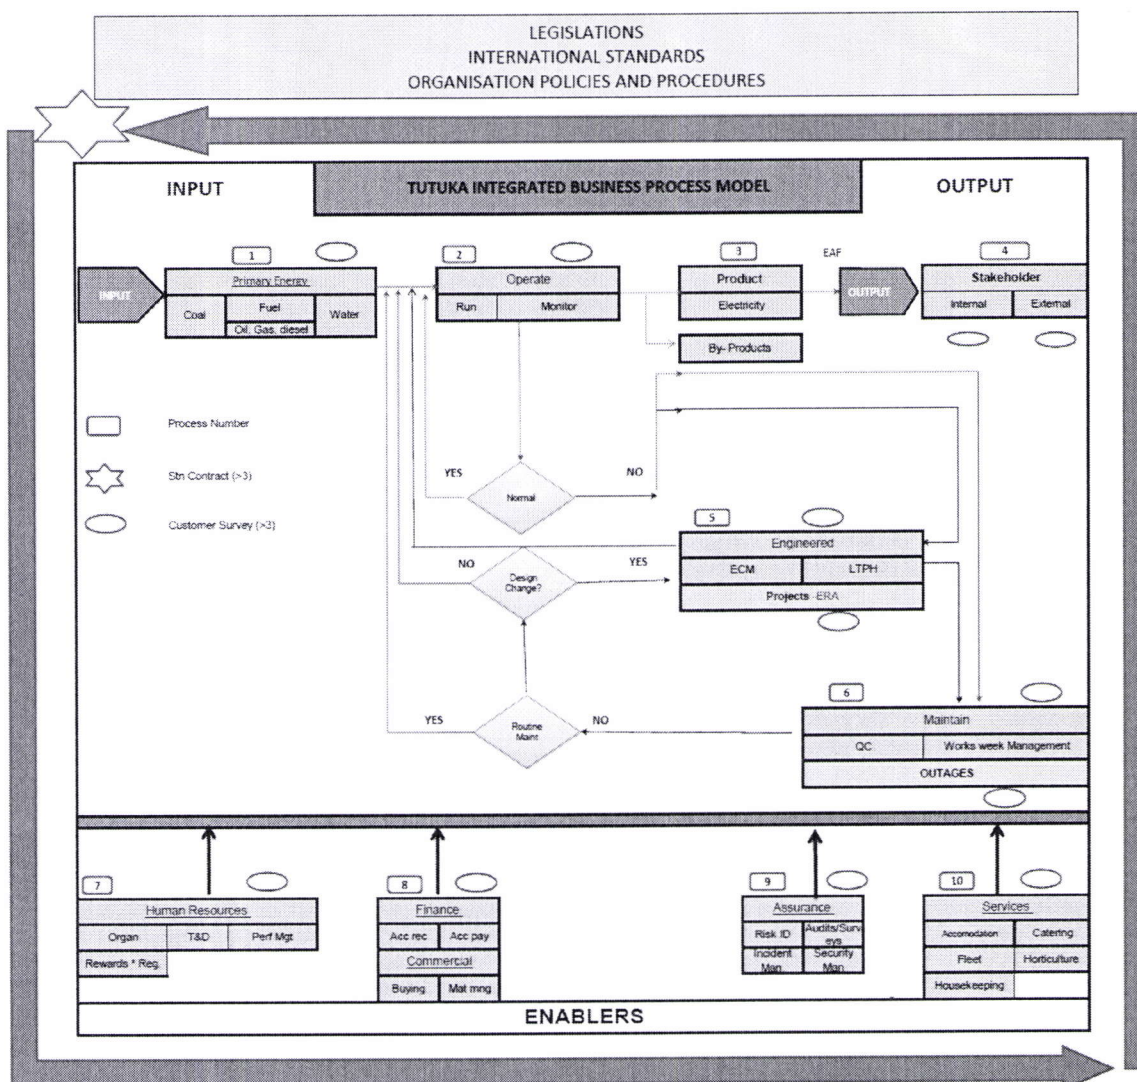 LEGISLATIONS
INTERNATIONAL STANDARDS
ORGANISATION POLICIES AND PROCEDURES
INPUT
TUTUKA INTEGRATED BUSINESS PROCESS MODEL
OUTPUT
1
2
3
EAF
4
INPUT
Primary Energy
Coal
Fuel
Oil, Gas, diesel
Water
Operate
Run
Monitor
Product
Electricity
By- Products
OUTPUT
Stakeholder
Internal
External
Process Number
Stn Contract (>3)
Customer Survey (>3)
YES
Normal
NO
5
Engineered
ECM
LTPH
Projects -ERA
NO
Design
Change?
YES
6
Maintain
QC
Works week Management
OUTAGES
YES
Routine
Maint
NO
7
Human Resources
Organ
T&D
Perf Mgt
Rewards * Reg.
8
Finance
Acc rec
Acc pay
Commercial
Buying
Mat mng
9
Assurance
Risk ID
Audits/Surv
eys
Incident
Man
Security
Man
10
Services
Accomodation
Catering
Fleet
Horticulture
Housekeeping
ENABLERS